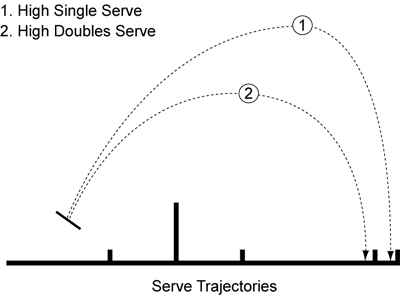 1. High Single Serve
2. High Doubles Serve
1
2
Serve Trajectories